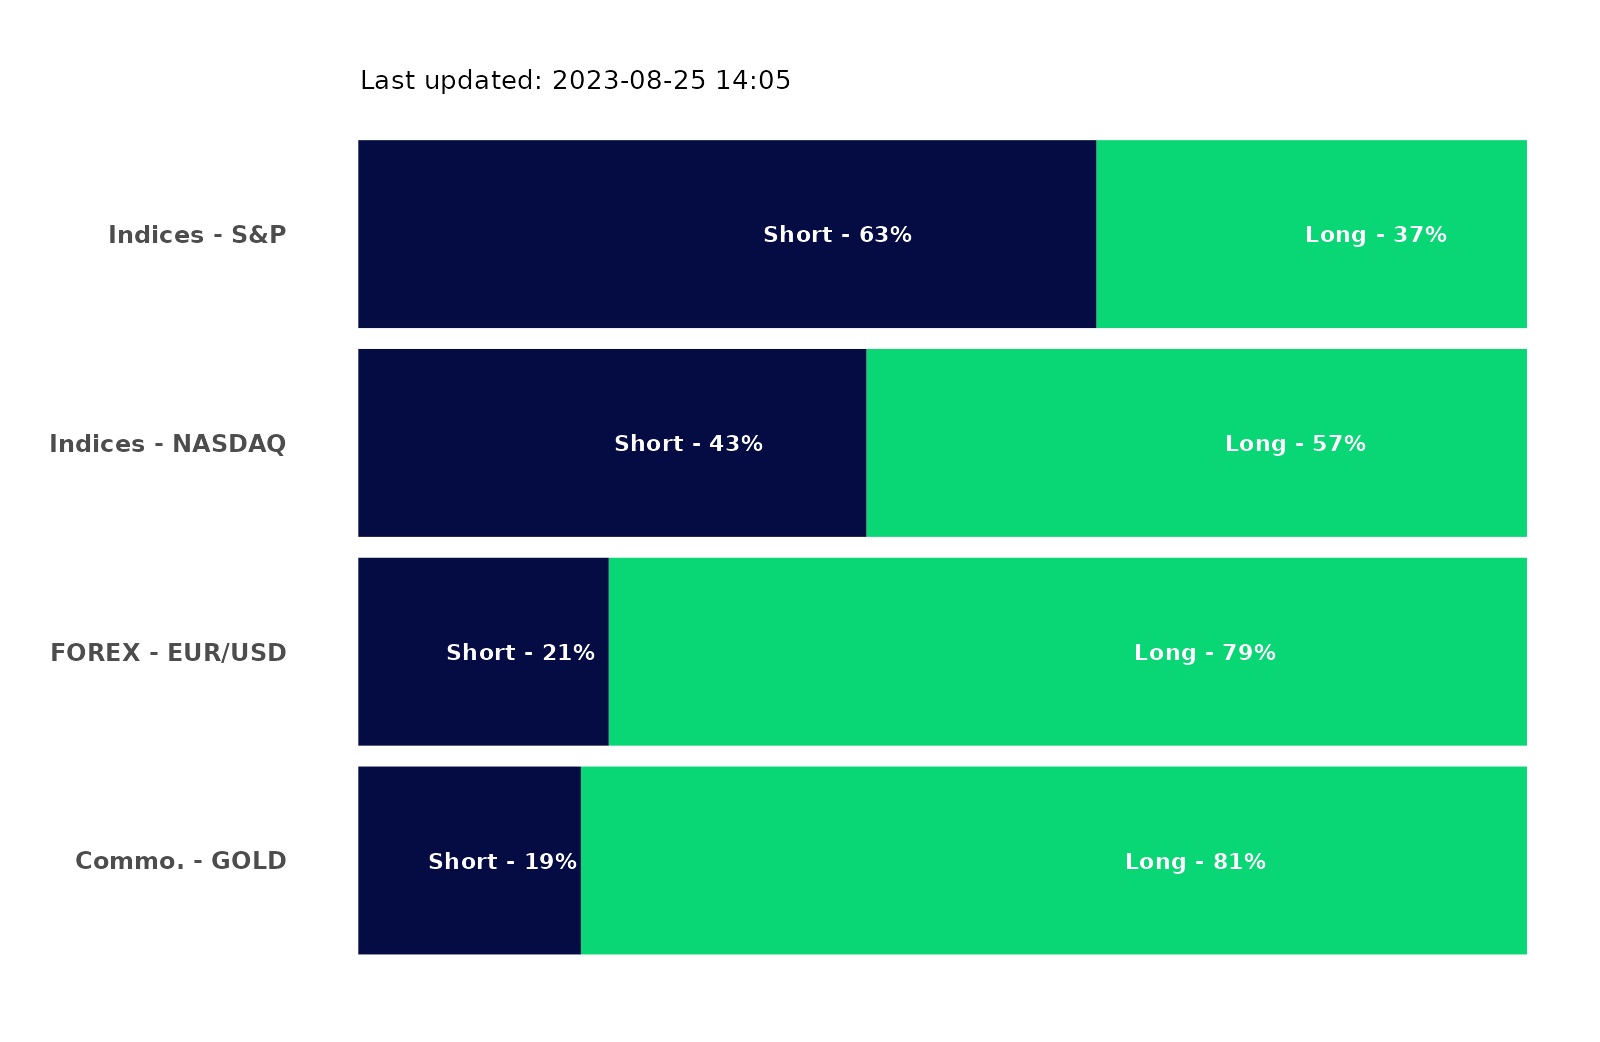 Last updated: 2023-08-25 14:05
Indices - S&P
Short - 63%
Long - 37%
Indices - NASDAQ
Short - 43%
Long - 57%
FOREX - EUR/USD
Short - 21%
Long - 79%
Commo. - GOLD
Short - 19%
Long - 81%